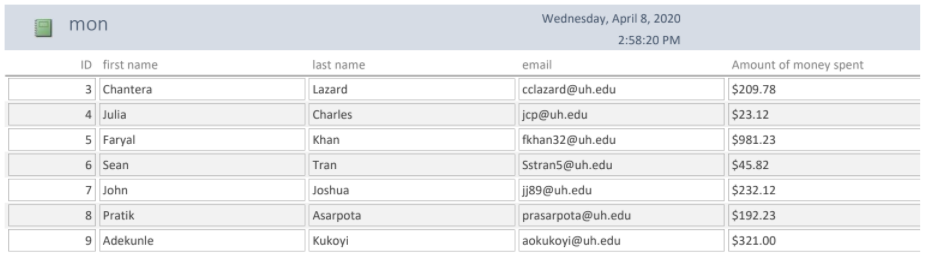 mon Wednesday, April 8, 2020
2:58:20 PM
ID first name last name email Amount of money spent
3 Chantera Lazard cclazard@uh.edu $209.78
4 Julia Charles jcp@uh.edu $23.12
5 Faryal Khan fkhan32@uh.edu $981.23
6 Sean Tran Sstran5@uh.edu $45.82
7 John Joshua jj89@uh.edu $232.12
8 Pratik Asarpota prasarpota@uh.edu $192.23
9 Adekunle Kukoyi aokukoyi@uh.edu $321.00